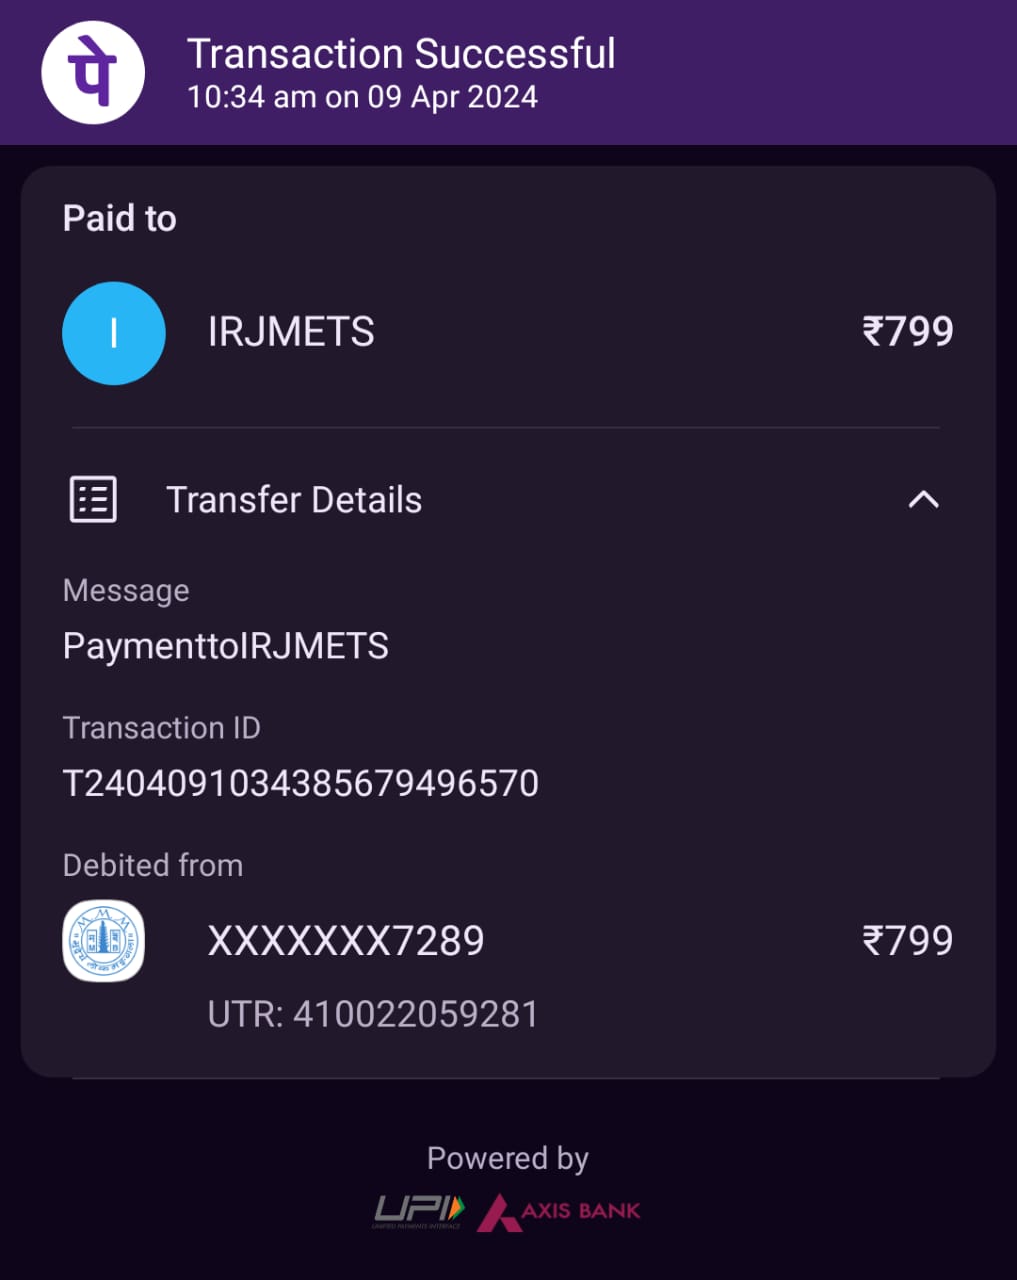 पे
Transaction Successful
10:34 am on 09 Apr 2024
Paid to
I
IRJMETS
₹799
Transfer Details
Message
PaymenttoIRJMETS
Transaction ID
T2404091034385679496570
Debited from
XXXXXXX7289
₹799
UTR: 410022059281
Powered by
UPI
UNIFIED PAYMENTS INTERFACE
AXIS BANK